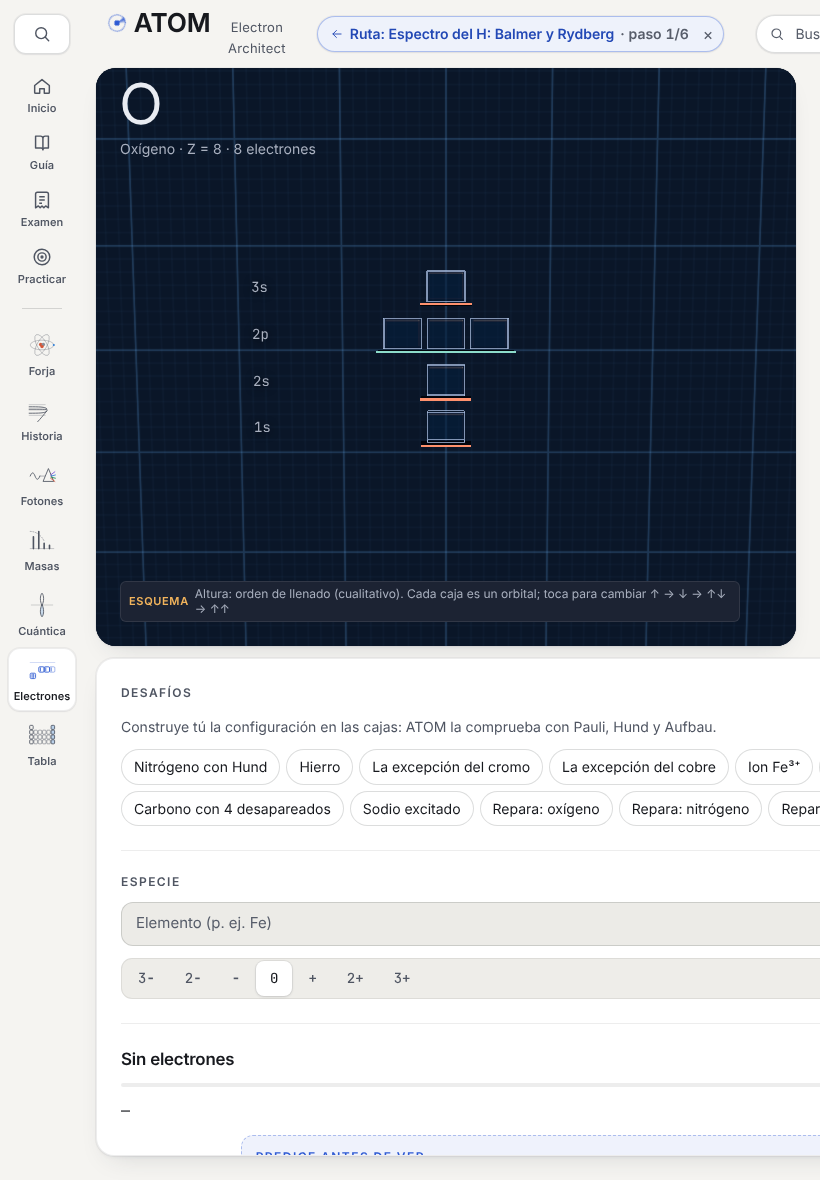 ATOM
Electron
Architect
← Ruta: Espectro del H: Balmer y Rydberg · paso 1/6 ×
Inicio
Guía
Examen
Practicar
Forja
Historia
Fotones
Masas
Cuántica
Electrones
Tabla
O
Oxígeno · Z = 8 · 8 electrones
3s
2p
2s
1s
ESQUEMA Altura: orden de llenado (cualitativo). Cada caja es un orbital; toca para cambiar ↑ → ↓ → ↑↓
→ ↑↑
DESAFÍOS
Construye tú la configuración en las cajas: ATOM la comprueba con Pauli, Hund y Aufbau.
Nitrógeno con Hund Hierro La excepción del cromo La excepción del cobre Ion Fe³⁺
Carbono con 4 desapareados Sodio excitado Repara: oxígeno Repara: nitrógeno
ESPECIE
Elemento (p. ej. Fe)
3- 2- - 0 + 2+ 3+
Sin electrones
—
PREDICE ANTES DE VER